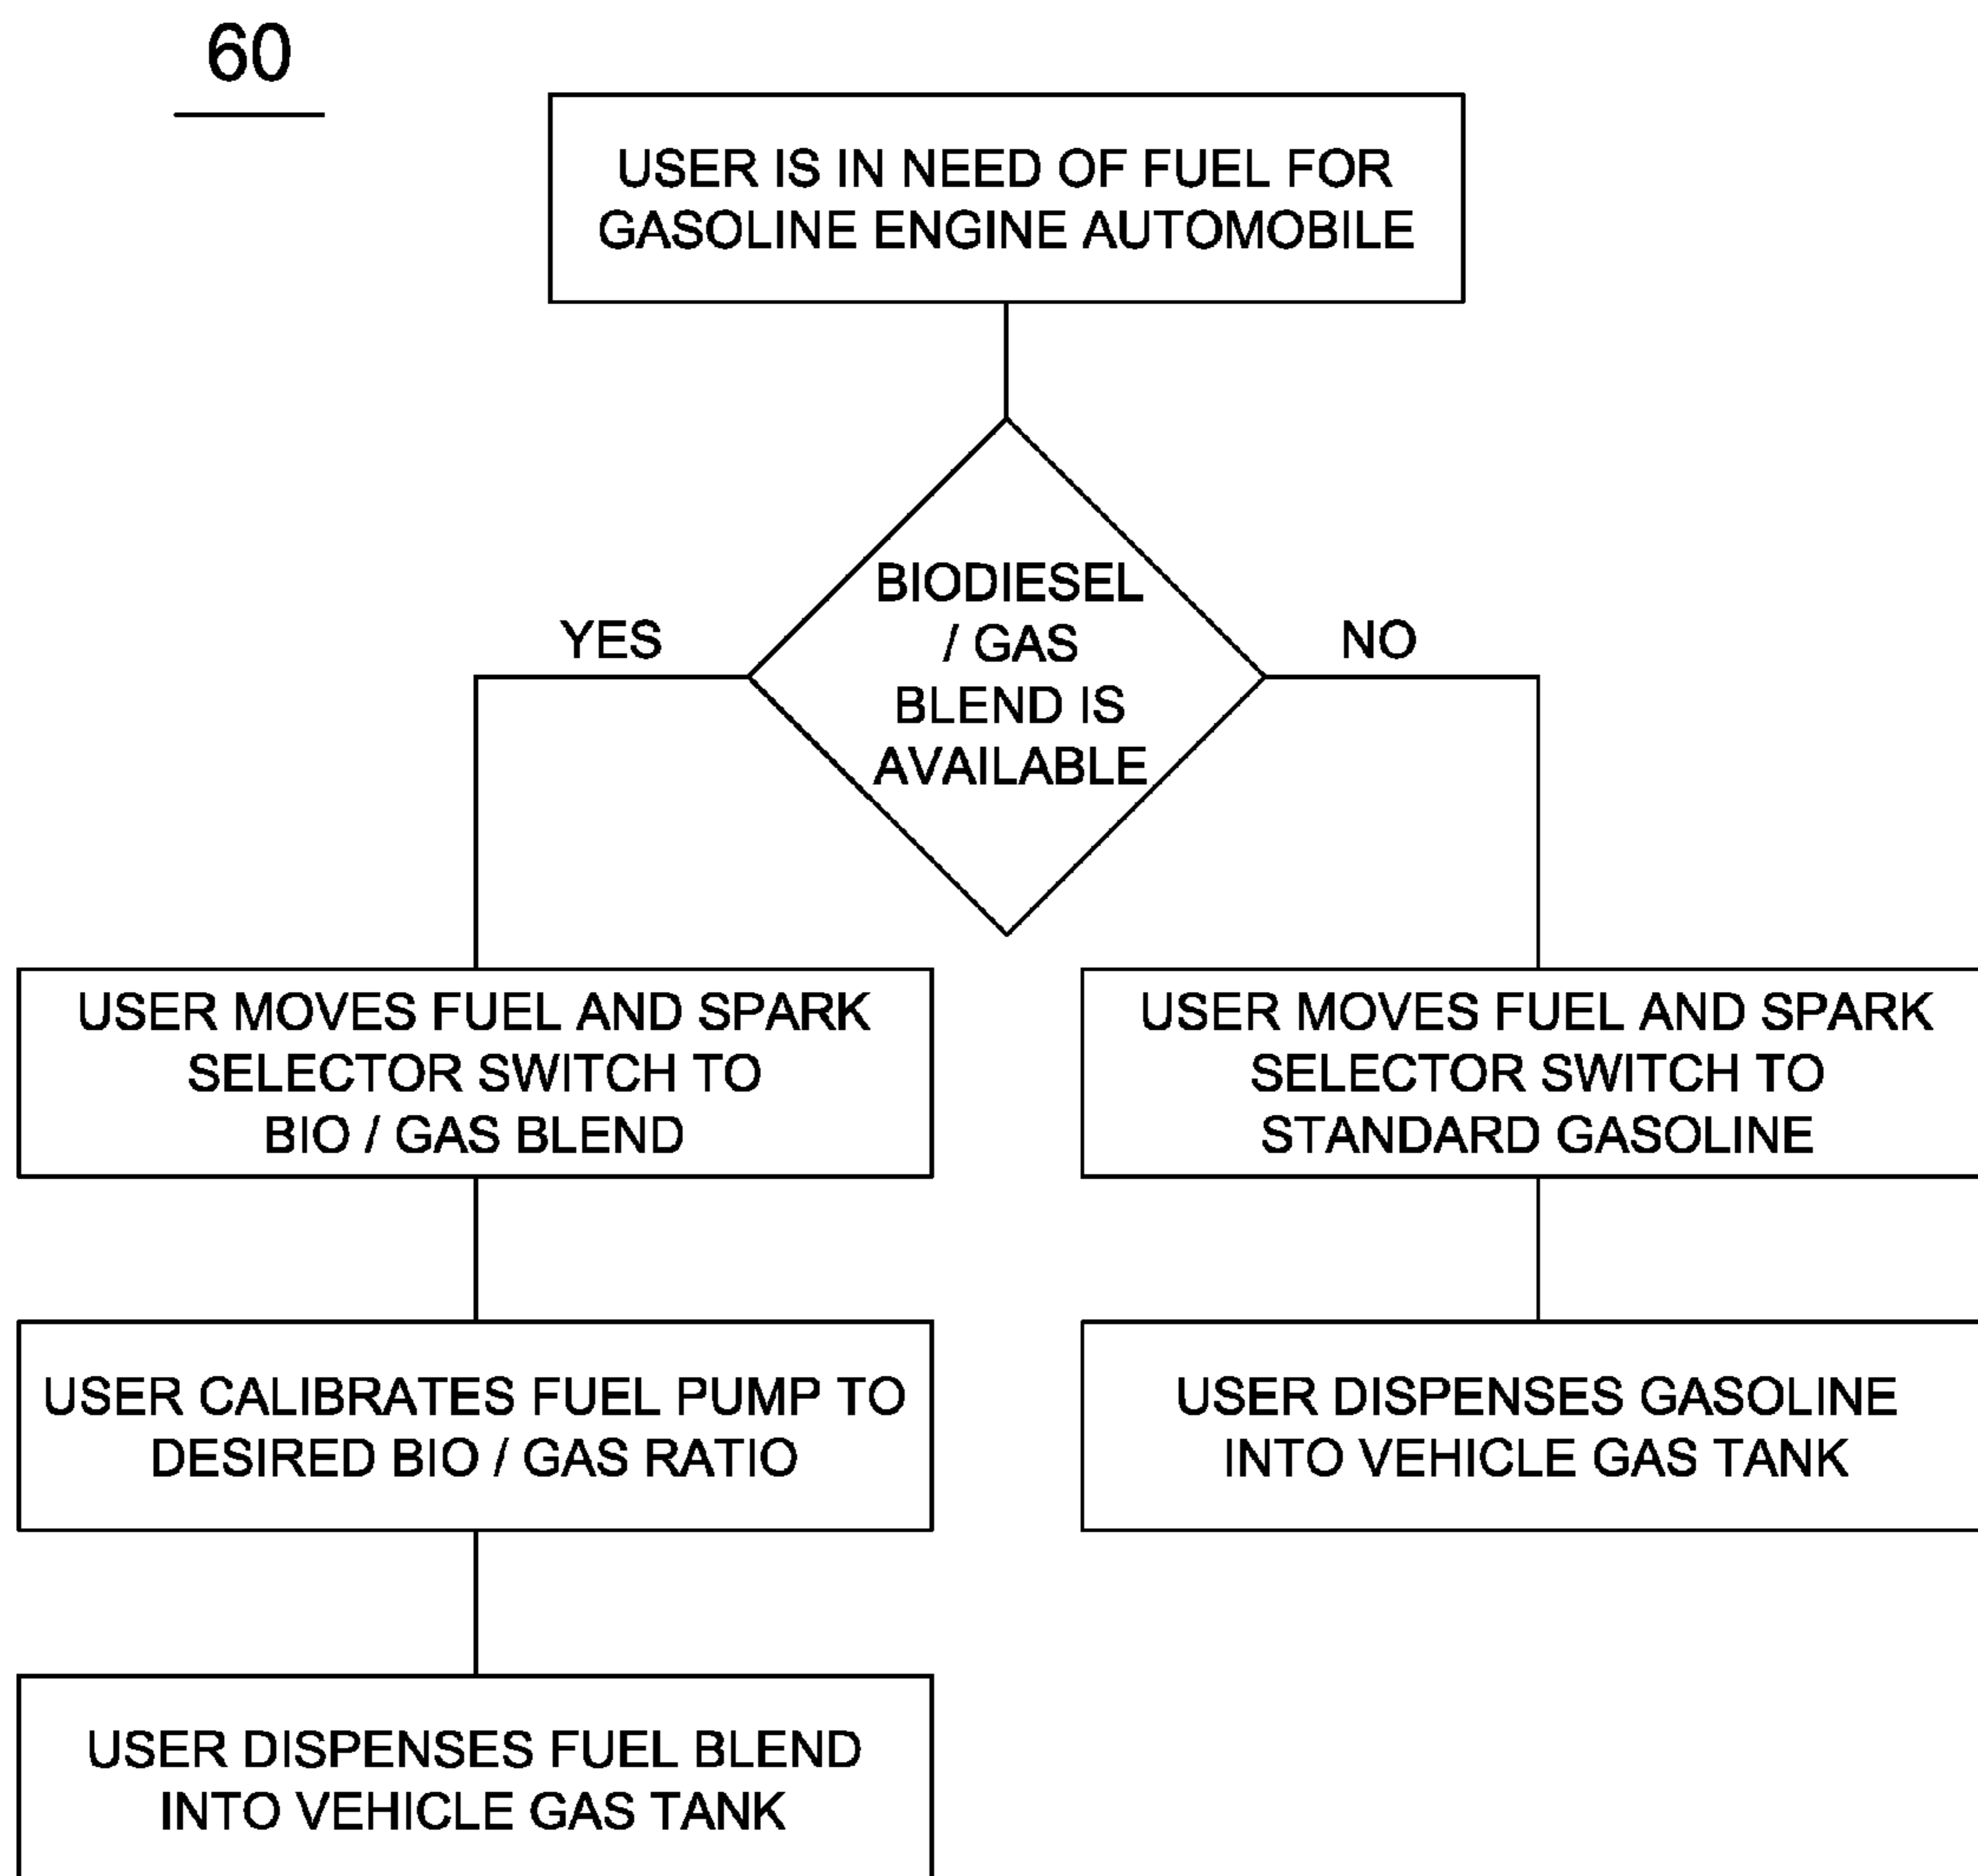 60
USER IS IN NEED OF FUEL FOR
GASOLINE ENGINE AUTOMOBILE
BIODIESEL
/ GAS
BLEND IS
AVAILABLE
YES
NO
USER MOVES FUEL AND SPARK
SELECTOR SWITCH TO
BIO / GAS BLEND
USER MOVES FUEL AND SPARK
SELECTOR SWITCH TO
STANDARD GASOLINE
USER CALIBRATES FUEL PUMP TO
DESIRED BIO / GAS RATIO
USER DISPENSES GASOLINE
INTO VEHICLE GAS TANK
USER DISPENSES FUEL BLEND
INTO VEHICLE GAS TANK